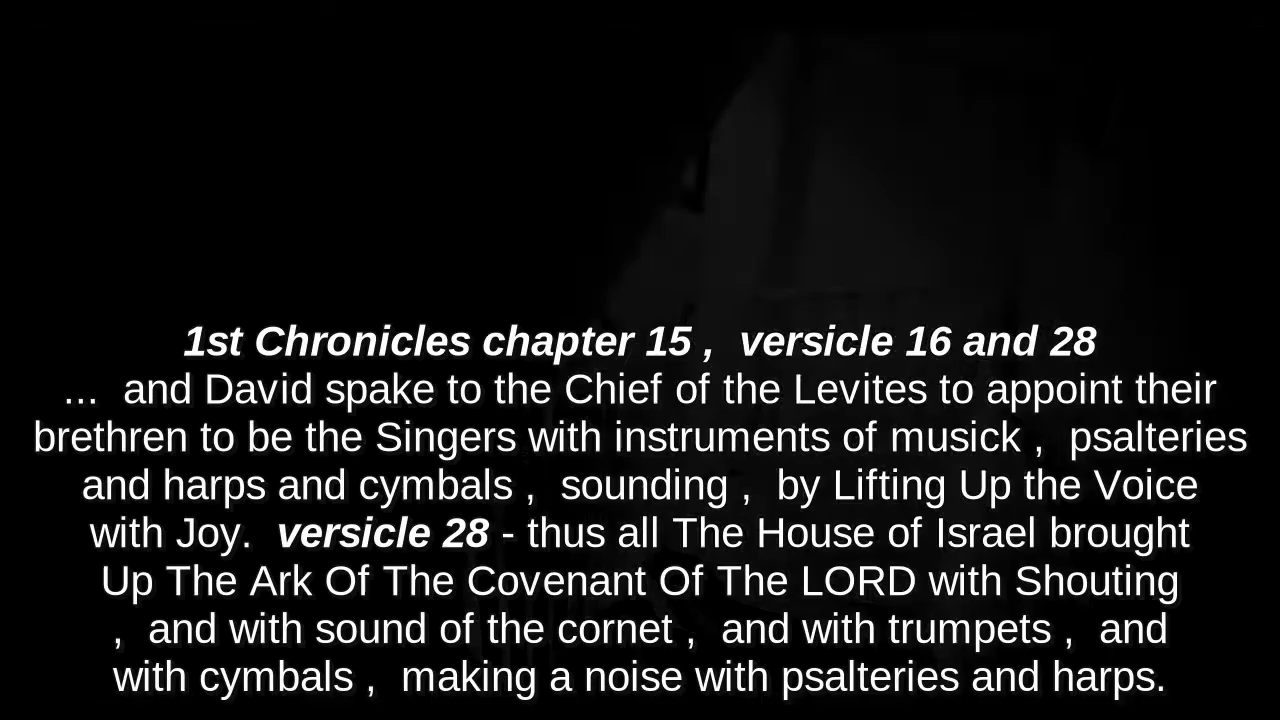 1st Chronicles chapter 15 , versicle 16 and 28
... and David spake to the Chief of the Levites to appoint their
brethren to be the Singers with instruments of musick , psalteries
and harps and cymbals , sounding , by Lifting Up the Voice
with Joy. versicle 28 - thus all The House of Israel brought
Up The Ark Of The Covenant Of The LORD with Shouting
, and with sound of the cornet , and with trumpets , and
with cymbals , making a noise with psalteries and harps.